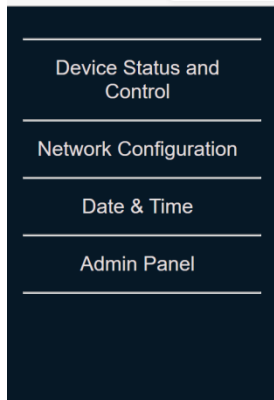 Device Status and
Control
Network Configuration
Date & Time
Admin Panel